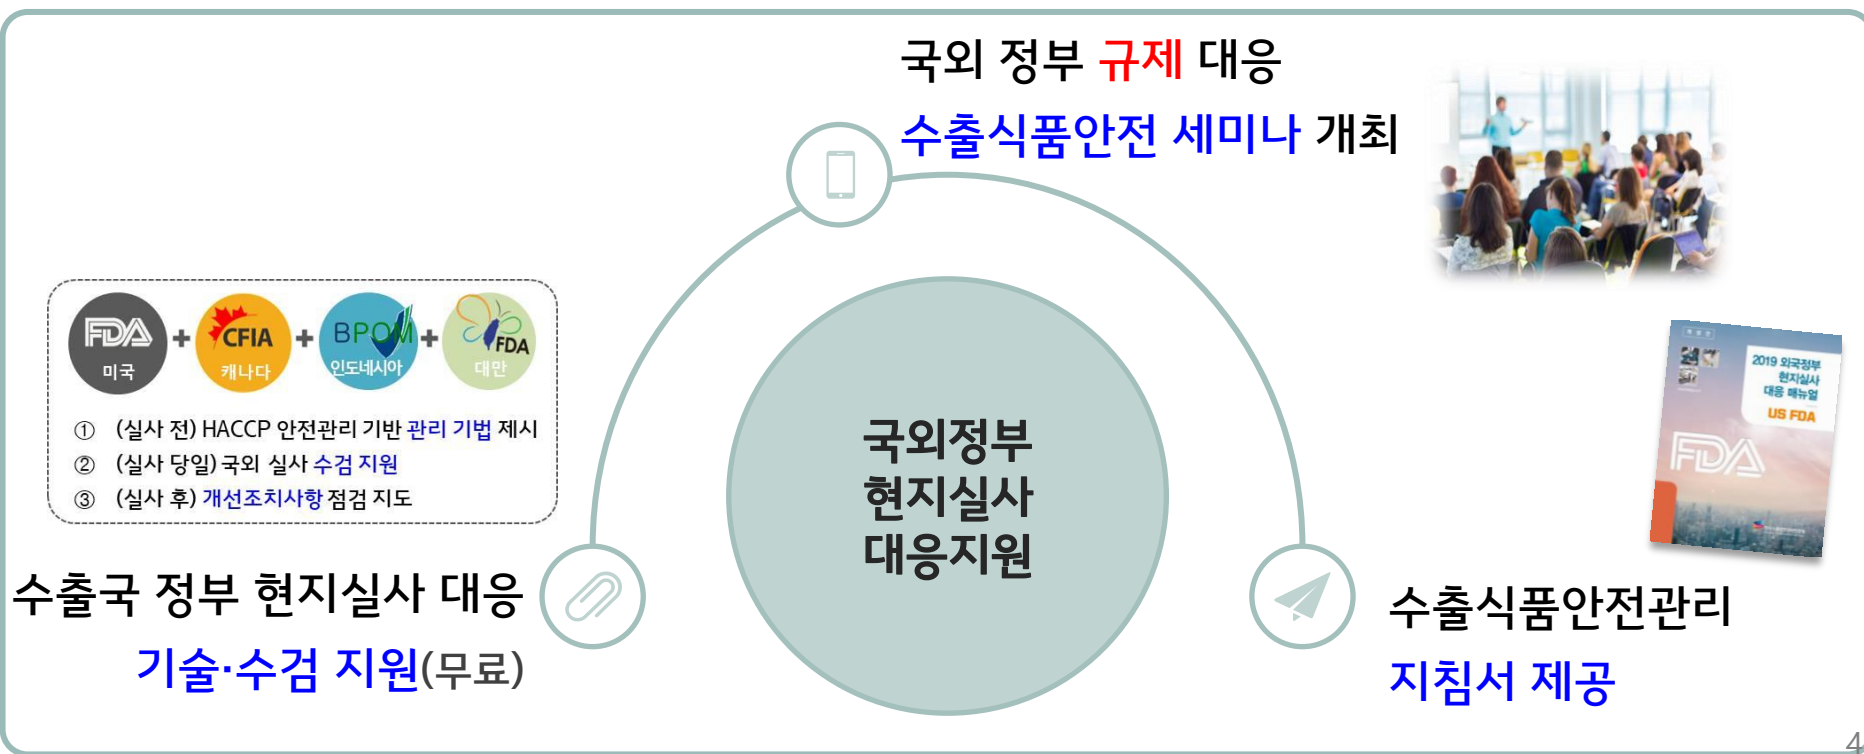 국외 정부 규제 대응
수출식품안전 세미나 개최
FDA
미국
+
CFIA
캐나다
+
BPOM
인도네시아
+
FDA
대만
① (실사 전) HACCP 안전관리 기반 관리 기법 제시
② (실사 당일) 국외 실사 수검 지원
③ (실사 후) 개선조치사항 점검 지도
수출국 정부 현지실사 대응
기술·수검 지원(무료)
국외정부
현지실사
대응지원
2019 외국정부
현지실사
대응 매뉴얼
US FDA
FDA
수출식품안전관리
지침서 제공
4